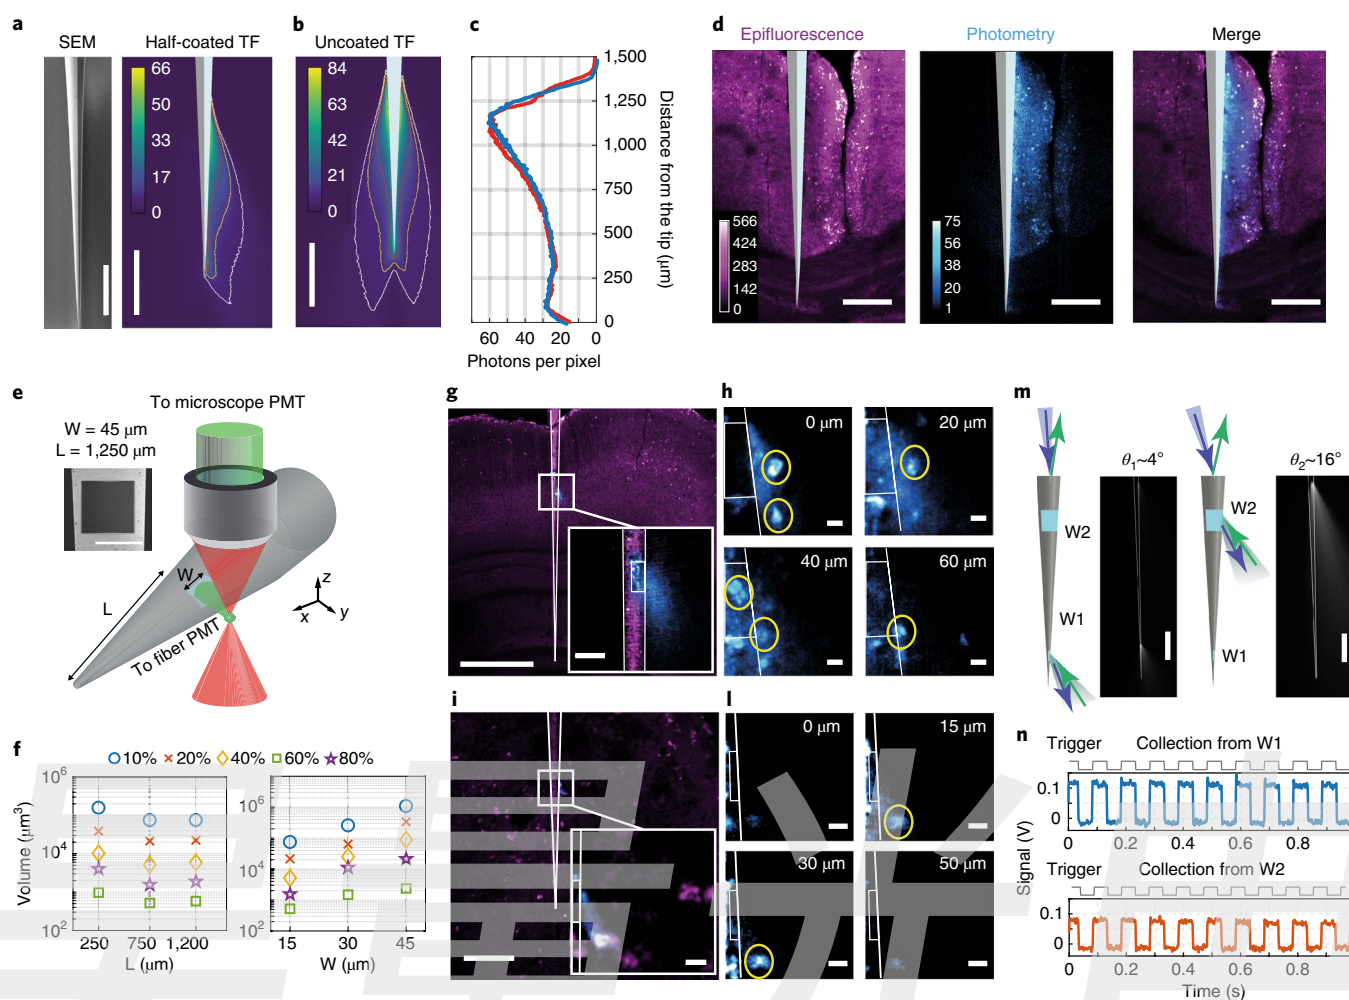 a
SEM
Half-coated TF
66
50
33
17
0
b
Uncoated TF
84
63
42
21
0
c
1,500
1,250
1,000
750
500
250
0
Distance from the tip (μm)
60 40 20 0
Photons per pixel
d
Epifluorescence
Photometry
Merge
566
424
283
142
0
75
56
38
20
1
e
To microscope PMT
W = 45 μm
L = 1,250 μm
W
L
To fiber PMT
z
x
y
f
10% 20% 40% 60% 80%
Volume (μm³)
10⁶
10⁴
10²
250 750 1,200
L (μm)
10⁶
10⁴
10²
15 30 45
W (μm)
g
h
0 μm
20 μm
40 μm
60 μm
i
l
0 μm
15 μm
30 μm
50 μm
m
θ₁~4°
θ₂~16°
W2
W1
W2
W1
n
Trigger
Collection from W1
0.1
0
0 0.2 0.4 0.6 0.8
Signal (V)
Trigger
Collection from W2
0.1
0
0 0.2 0.4 0.6 0.8
Time (s)